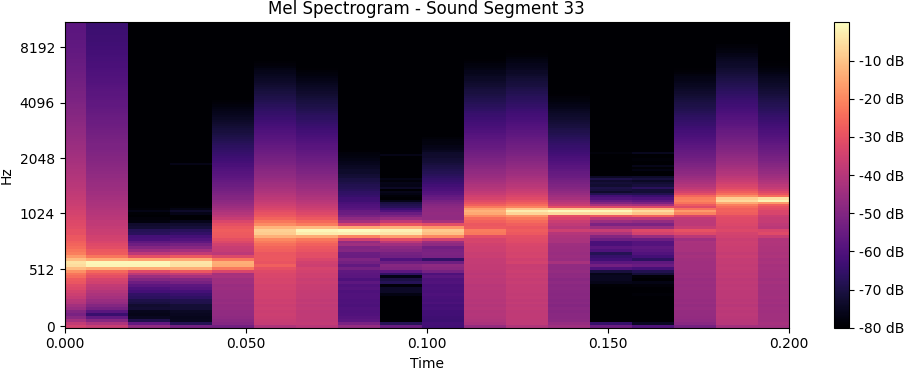 Mel Spectrogram - Sound Segment 33
Hz
8192
4096
2048
1024
512
0
0.000
0.050
0.100
0.150
0.200
Time
-10 dB
-20 dB
-30 dB
-40 dB
-50 dB
-60 dB
-70 dB
-80 dB